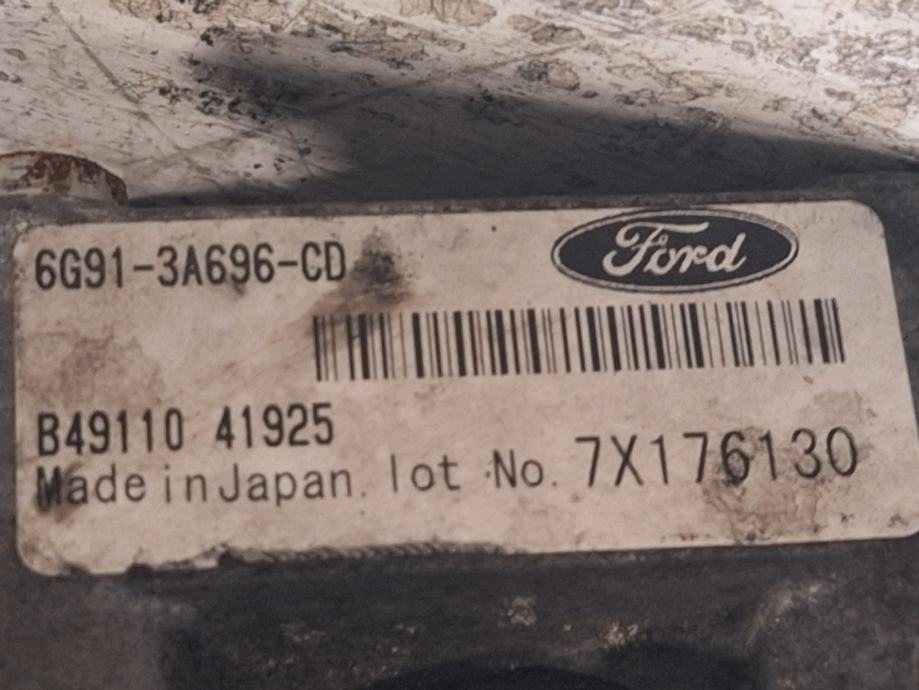 6G91-3A696-CD
Ford
B49110 41925
Made in Japan. lot No. 7X176130